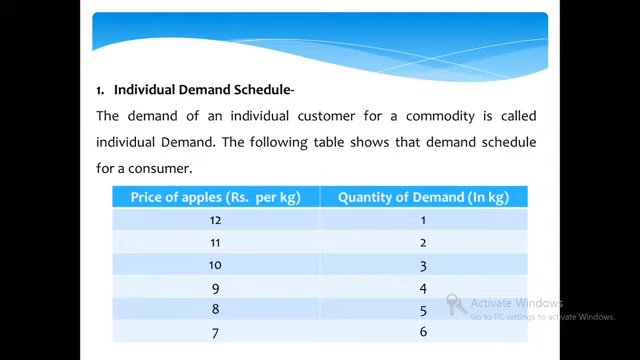 1. Individual Demand Schedule-
The demand of an individual customer for a commodity is called
individual Demand. The following table shows that demand schedule
for a consumer.
Price of apples (Rs. per kg) Quantity of Demand (In kg)
12 1
11 2
10 3
9 4
8 5
7 6
Activate Windows
Go to PC settings to activate Windows.